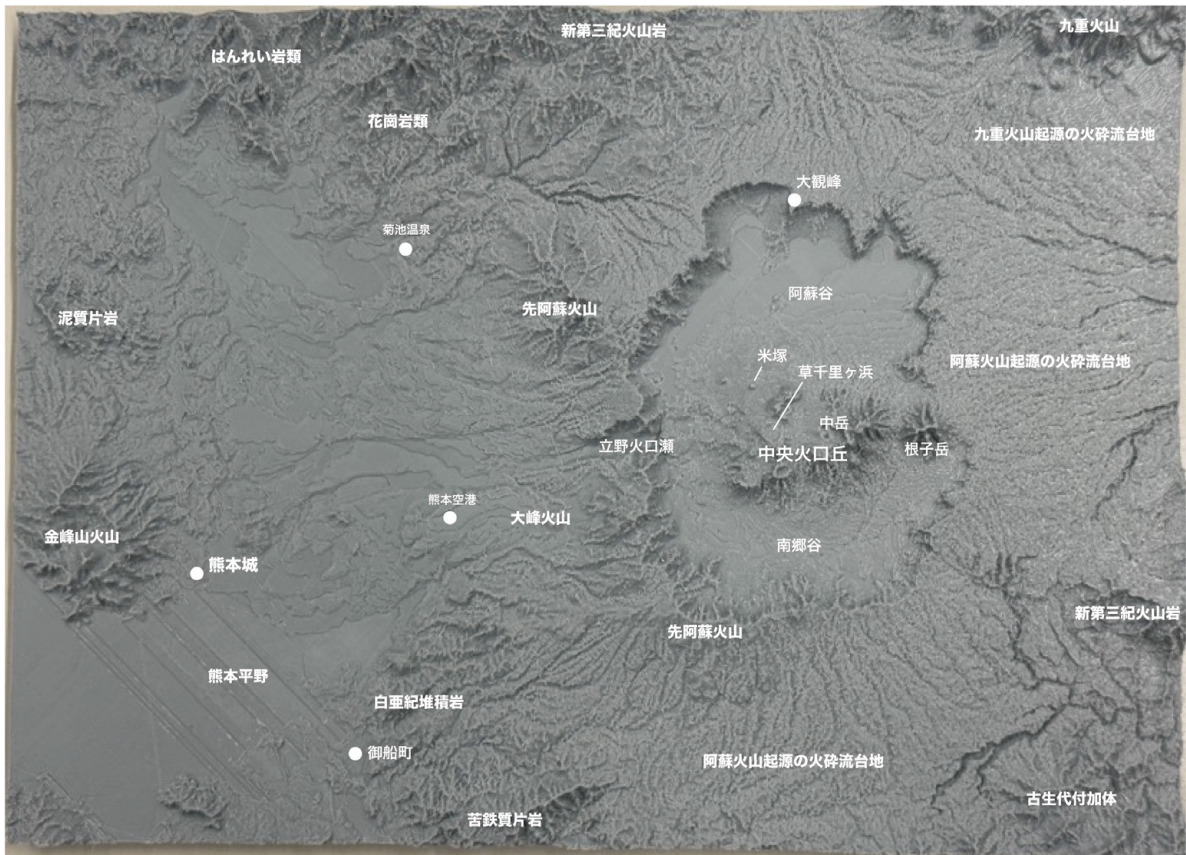 新第三紀火山岩
九重火山
はんれい岩類
花崗岩類
九重火山起源の火砕流台地
大観峰
菊池温泉
阿蘇谷
先阿蘇火山
泥質片岩
米塚
阿蘇火山起源の火砕流台地
草千里ヶ浜
中岳
立野火口瀬
根子岳
中央火口丘
熊本空港
大峰火山
金峰山火山
南郷谷
熊本城
新第三紀火山岩
先阿蘇火山
熊本平野
白亜紀堆積岩
御船町
阿蘇火山起源の火砕流台地
古生代付加体
苦鉄質片岩